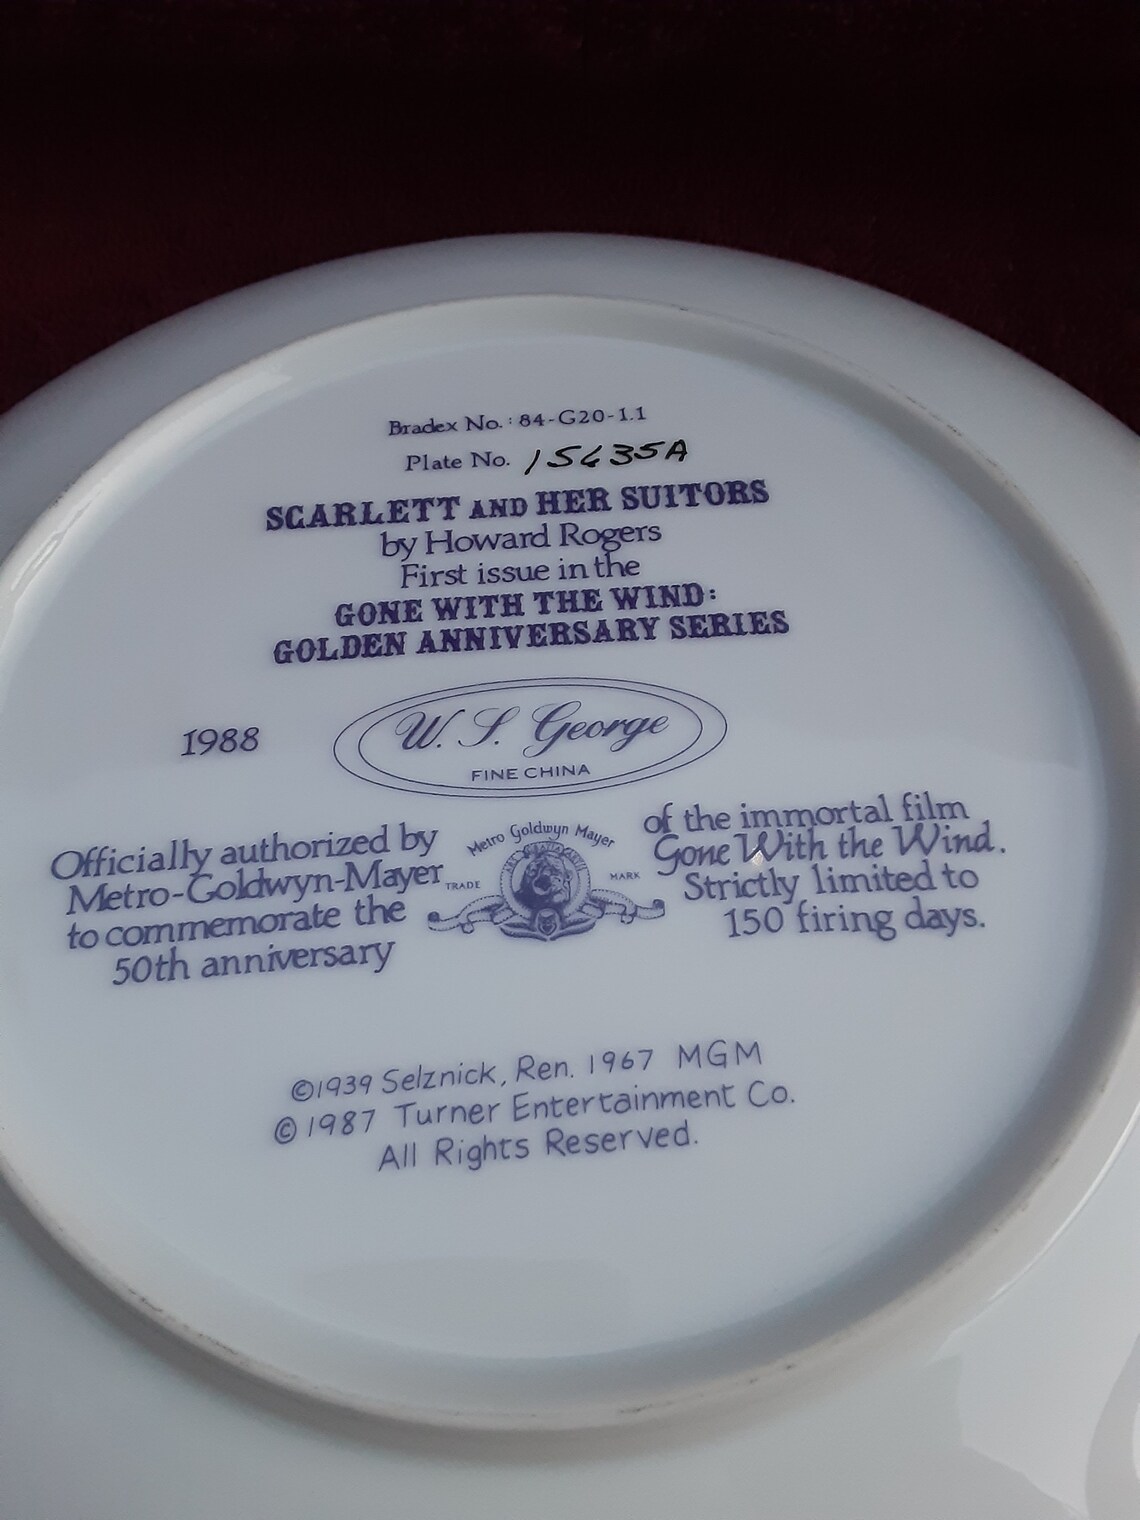 Bradex No.: 84-G20-1.1
Plate No. 15635A
SCARLETT AND HER SUITORS
by Howard Rogers
First issue in the
GONE WITH THE WIND:
GOLDEN ANNIVERSARY SERIES
1988
W. S. George
FINE CHINA
Officially authorized by
Metro-Goldwyn-Mayer
to commemorate the
50th anniversary
Metro Goldwyn Mayer
TRADE MARK
of the immortal film
Gone With the Wind.
Strictly limited to
150 firing days.
©1939 Selznick, Ren. 1967 MGM
©1987 Turner Entertainment Co.
All Rights Reserved.